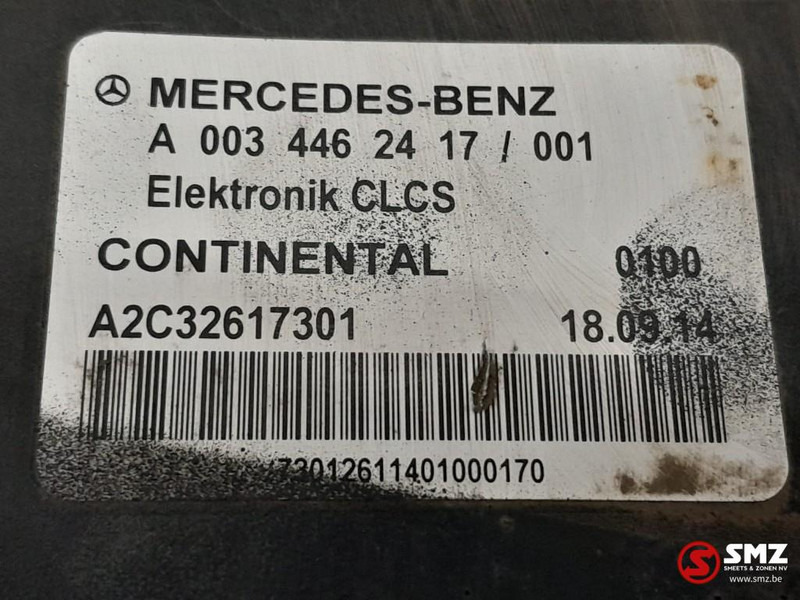 MERCEDES-BENZ
A 003 446 24 17 / 001
Elektronik CLCS
CONTINENTAL 0100
A2C32617301 18.09.14
73012611401000170
SMZ
SMEETS & ZONEN NV
www.smz.be